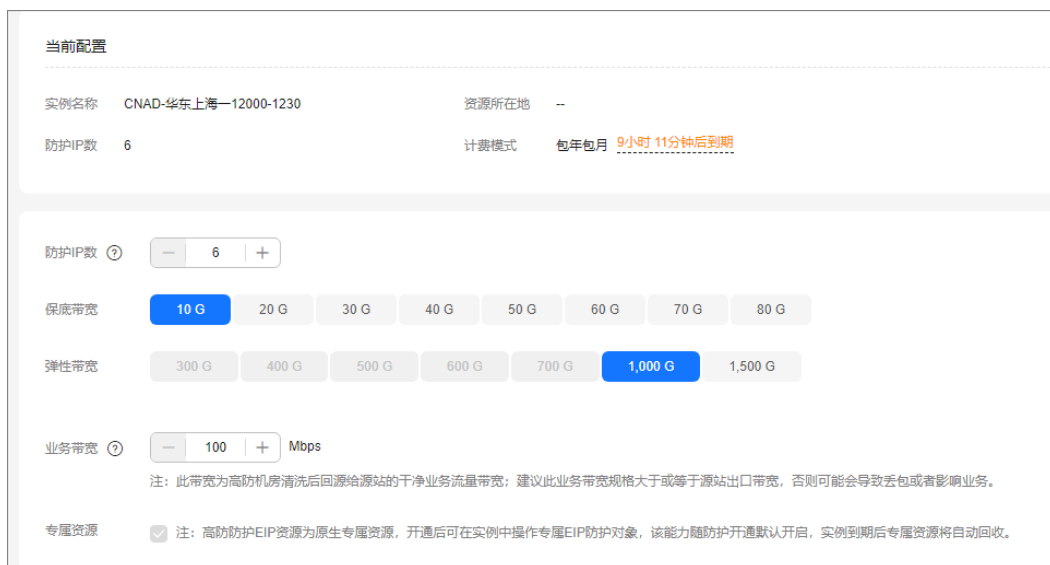 当前配置
实例名称 CNAD-华东上海一12000-1230 资源所在地 --
防护IP数 6 计费模式 包年包月 9小时 11分钟后到期
防护IP数 ? − 6 +
保底带宽 10 G 20 G 30 G 40 G 50 G 60 G 70 G 80 G
弹性带宽 300 G 400 G 500 G 600 G 700 G 1,000 G 1,500 G
业务带宽 ? − 100 + Mbps
注：此带宽为高防机房清洗后回源给源站的干净业务流量带宽；建议此业务带宽规格大于或等于源站出口带宽，否则可能会导致丢包或者影响业务。
专属资源 注：高防防护EIP资源为原生专属资源，开通后可在实例中操作专属EIP防护对象，该能力随防护开通默认开启，实例到期后专属资源将自动回收。